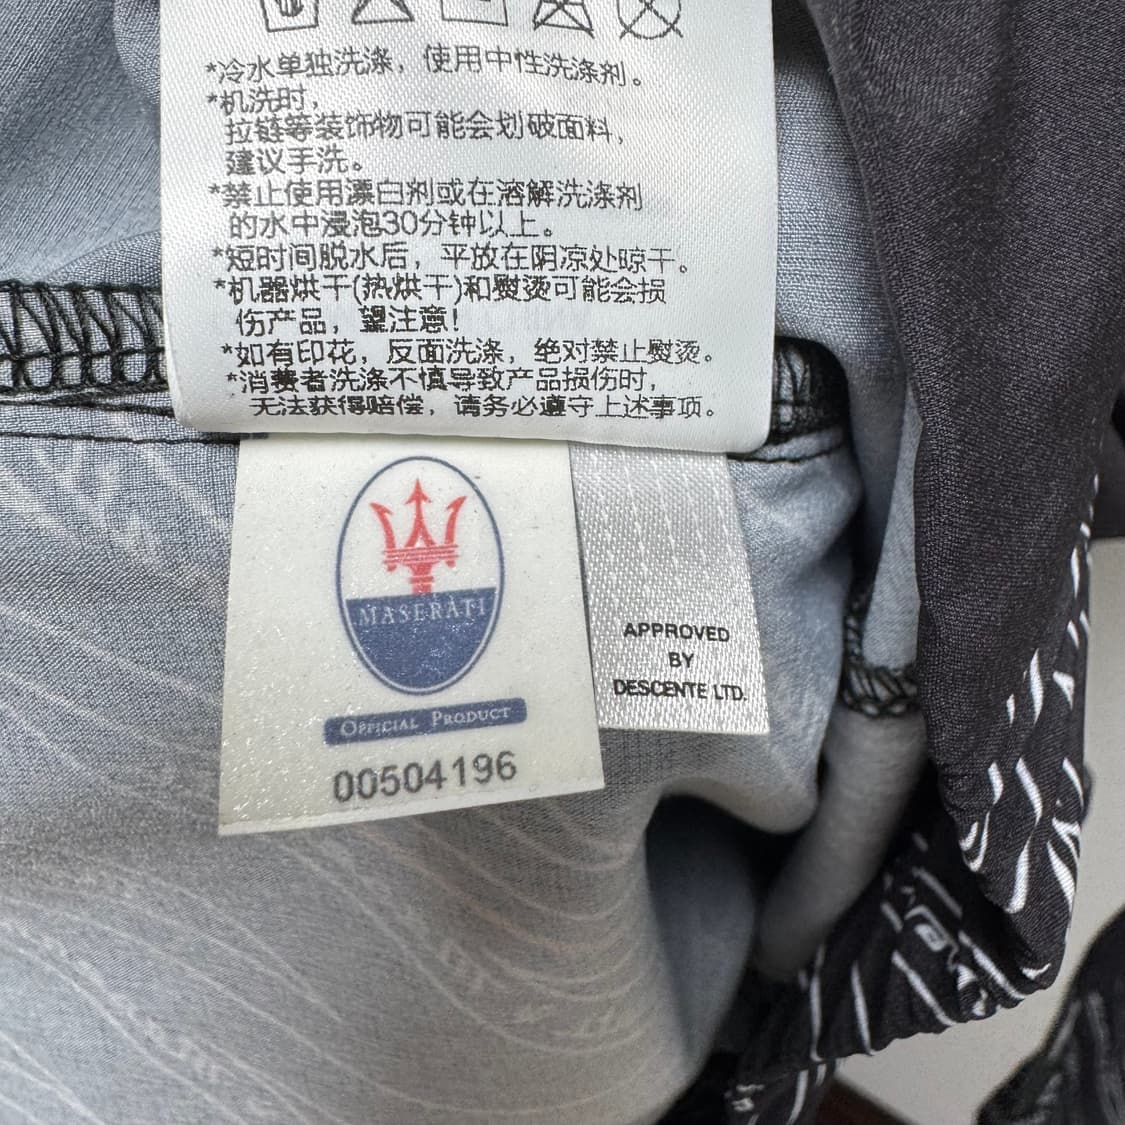 *冷水单独洗涤，使用中性洗涤剂。
*机洗时，
拉链等装饰物可能会划破面料，
建议手洗。
*禁止使用漂白剂或在溶解洗涤剂
的水中浸泡30分钟以上。
*短时间脱水后，平放在阴凉处晾干。
*机器烘干(热烘干)和熨烫可能会损
伤产品，望注意！
*如有印花，反面洗涤，绝对禁止熨烫。
*消费者洗涤不慎导致产品损伤时，
无法获得赔偿，请务必遵守上述事项。
MASERATI
OFFICIAL PRODUCT
00504196
APPROVED
BY
DESCENTE LTD.